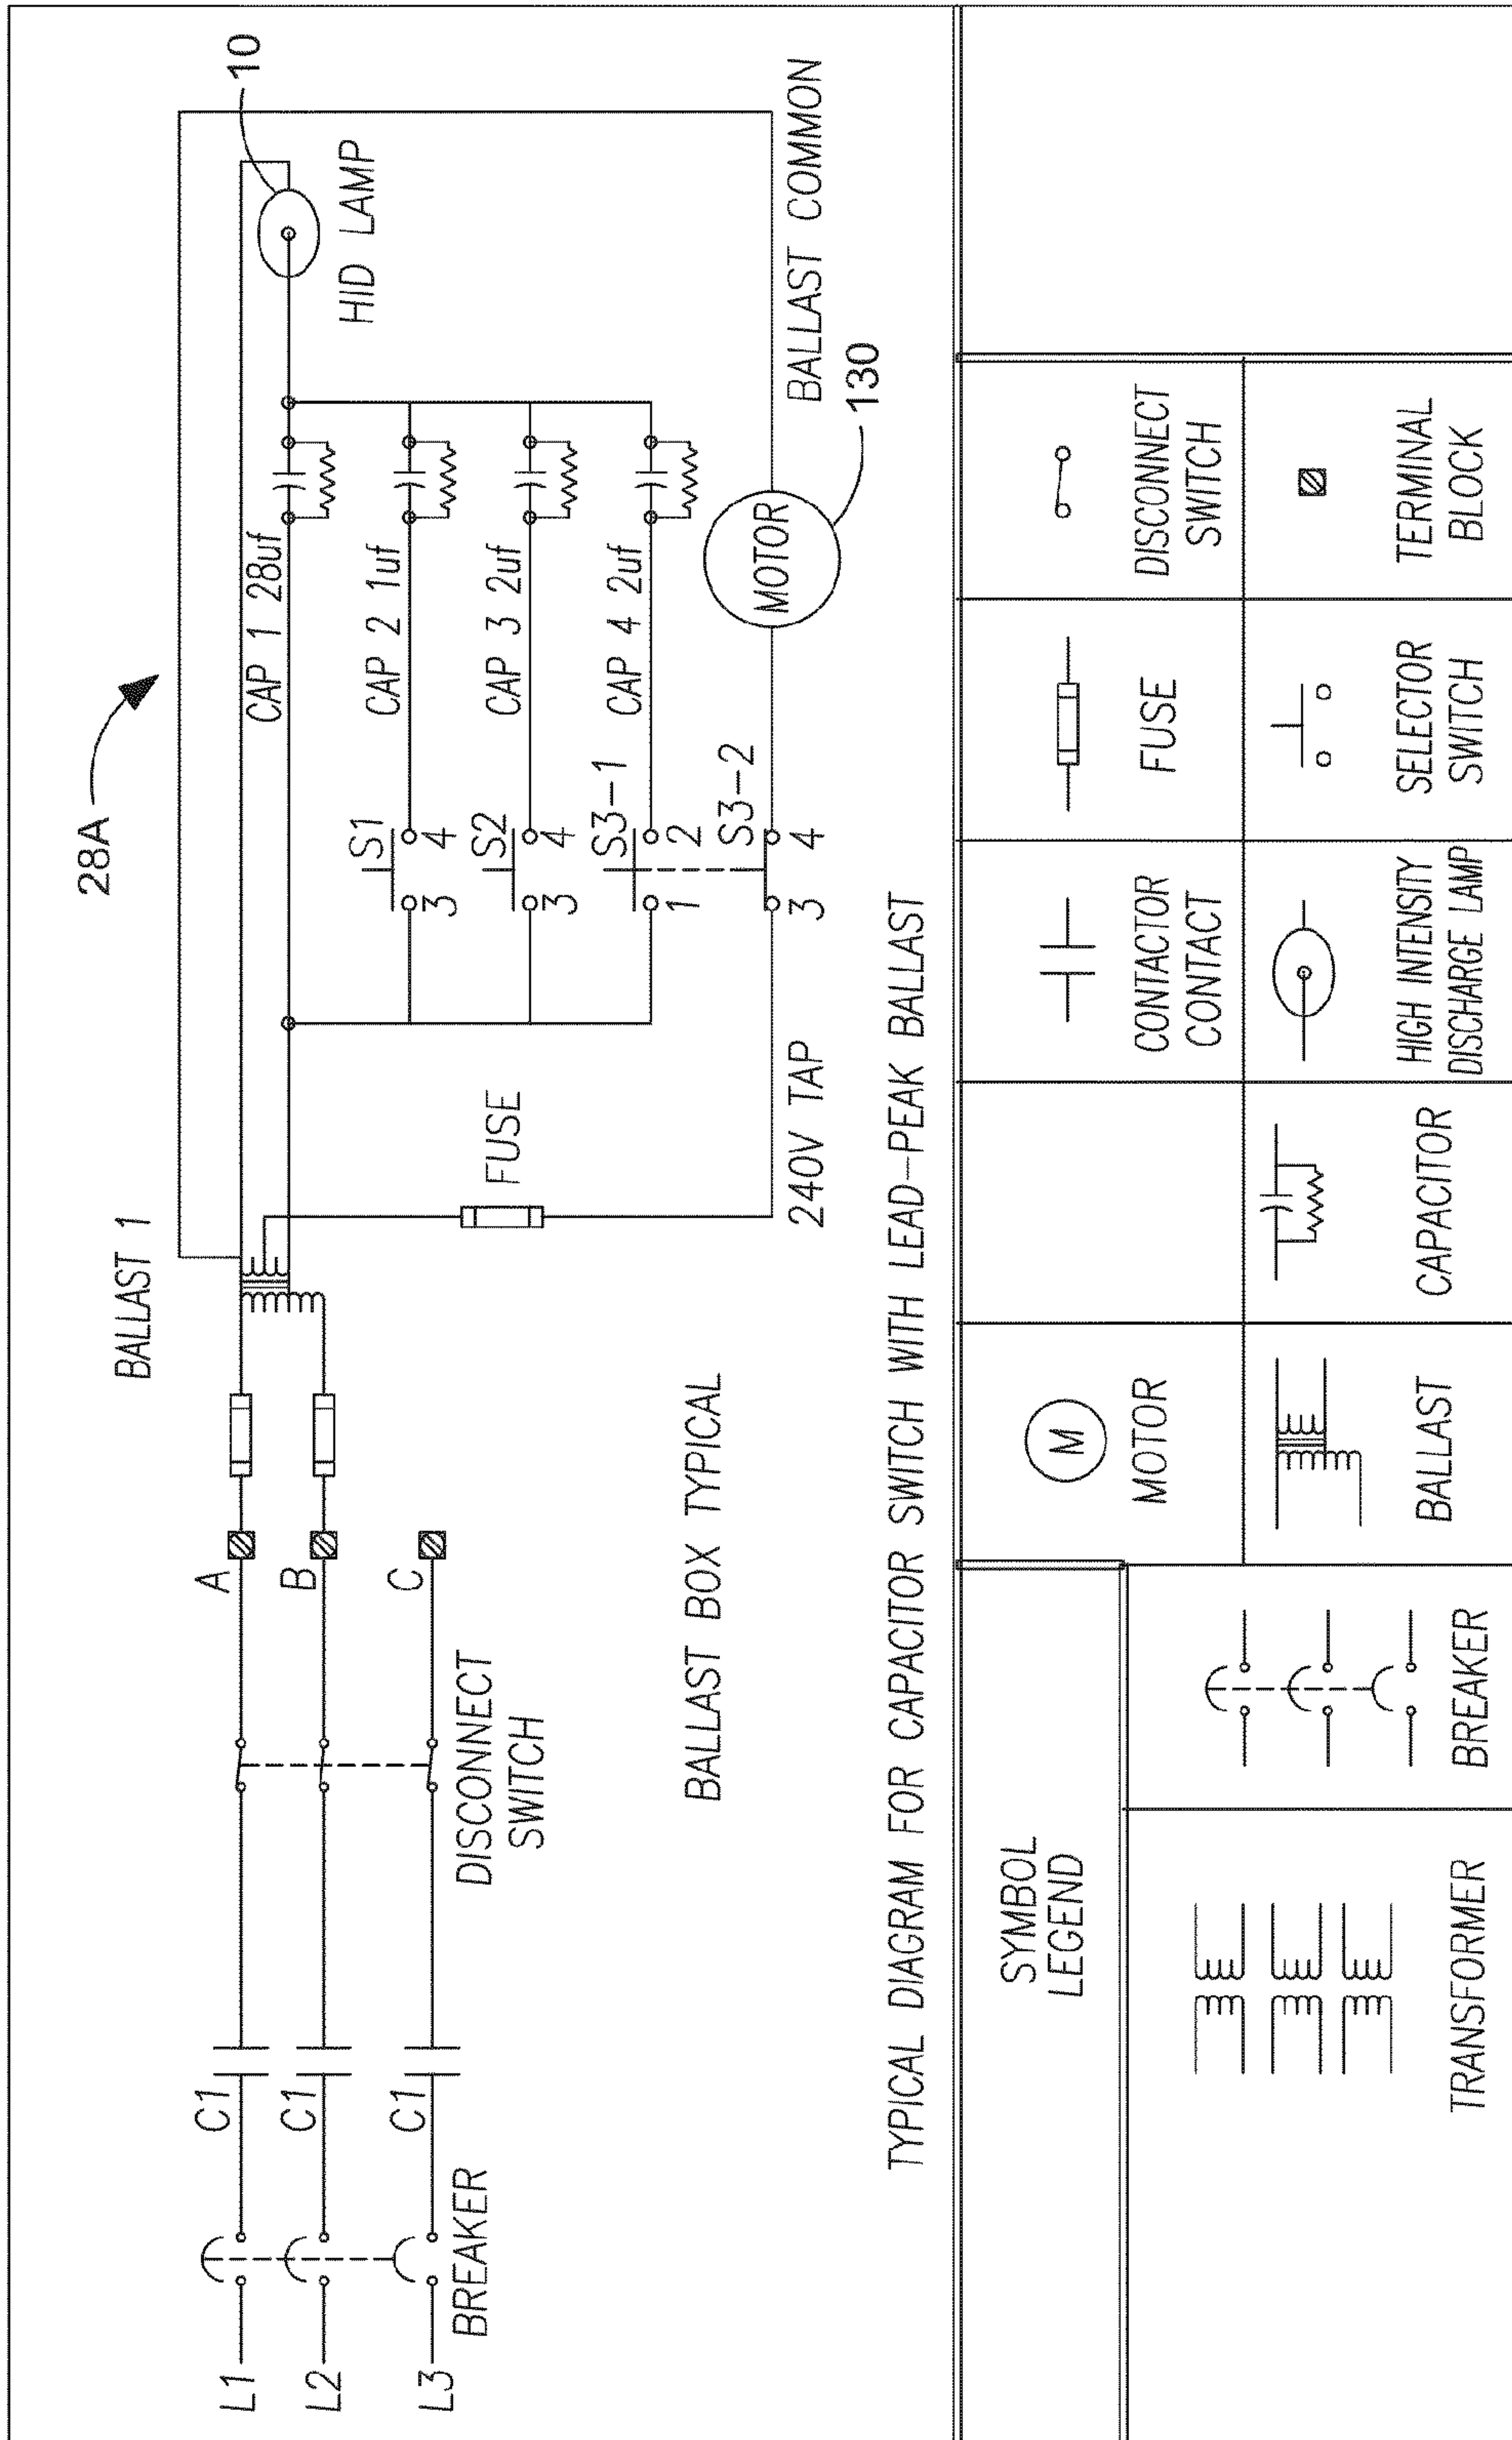 28A
10
BALLAST 1
L1
C1
A
L2
C1
B
L3
C1
C
BREAKER
DISCONNECT
SWITCH
CAP 1 28uf
HID LAMP
S1
3
4
CAP 2 1uf
S2
3
4
CAP 3 2uf
S3-1
1
2
CAP 4 2uf
S3-2
3
4
MOTOR
FUSE
240V TAP
BALLAST COMMON
130
BALLAST BOX TYPICAL
TYPICAL DIAGRAM FOR CAPACITOR SWITCH WITH LEAD-PEAK BALLAST
SYMBOL
LEGEND
M
MOTOR
CONTACTOR
CONTACT
FUSE
DISCONNECT
SWITCH
TRANSFORMER
BREAKER
BALLAST
CAPACITOR
HIGH INTENSITY
DISCHARGE LAMP
SELECTOR
SWITCH
TERMINAL
BLOCK